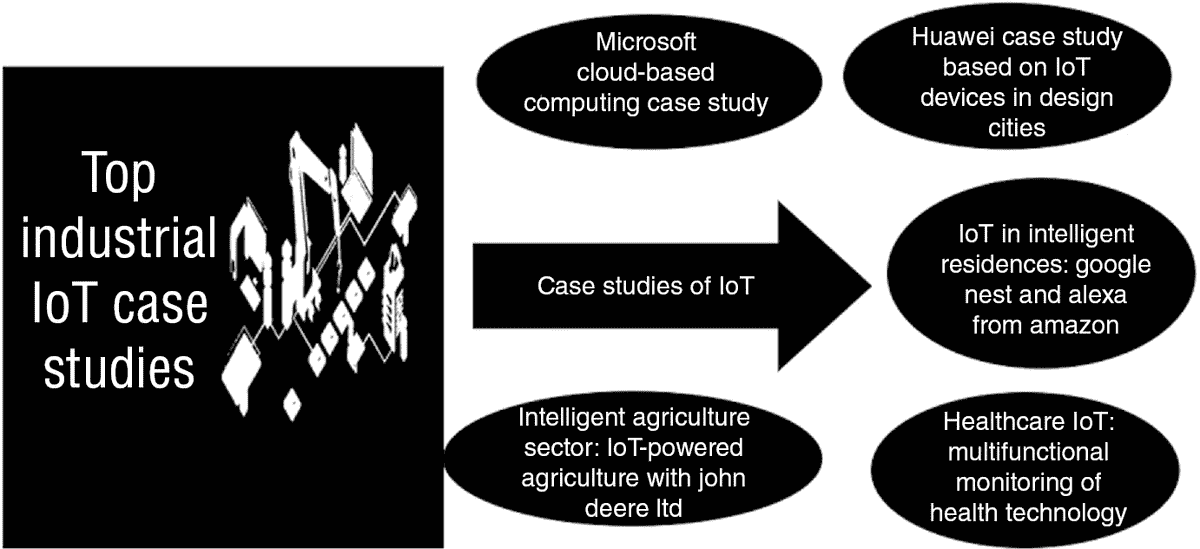 Top
industrial
IoT case
studies
Microsoft
cloud-based
computing case study
Huawei case study
based on IoT
devices in design
cities
Case studies of IoT
IoT in intelligent
residences: google
nest and alexa
from amazon
Intelligent agriculture
sector: IoT-powered
agriculture with john
deere ltd
Healthcare IoT:
multifunctional
monitoring of
health technology